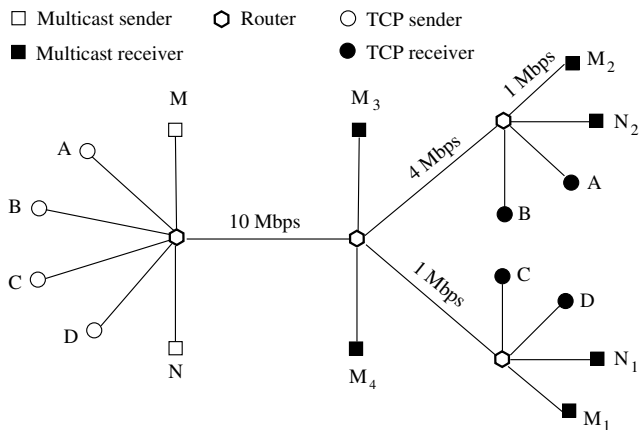 Multicast sender
Router
TCP sender
Multicast receiver
TCP receiver
M
M3
1 Mbps
M2
A
N2
4 Mbps
A
B
B
10 Mbps
C
C
1 Mbps
D
D
N1
N
M4
M1